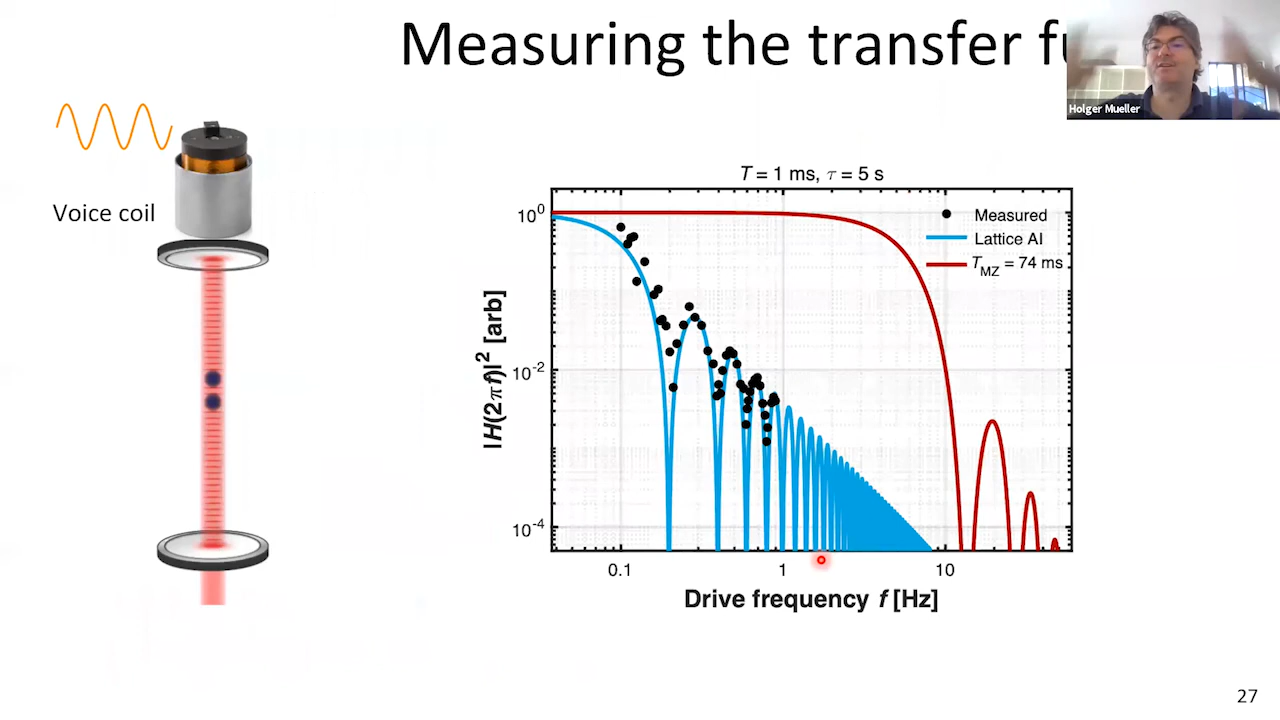 Measuring the transfer fu
Holger Mueller
Voice coil
T = 1 ms, τ = 5 s
Measured
Lattice AI
T_MZ = 74 ms
|H(2πf)|² [arb]
10⁰
10⁻²
10⁻⁴
0.1 1 10
Drive frequency f [Hz]
27